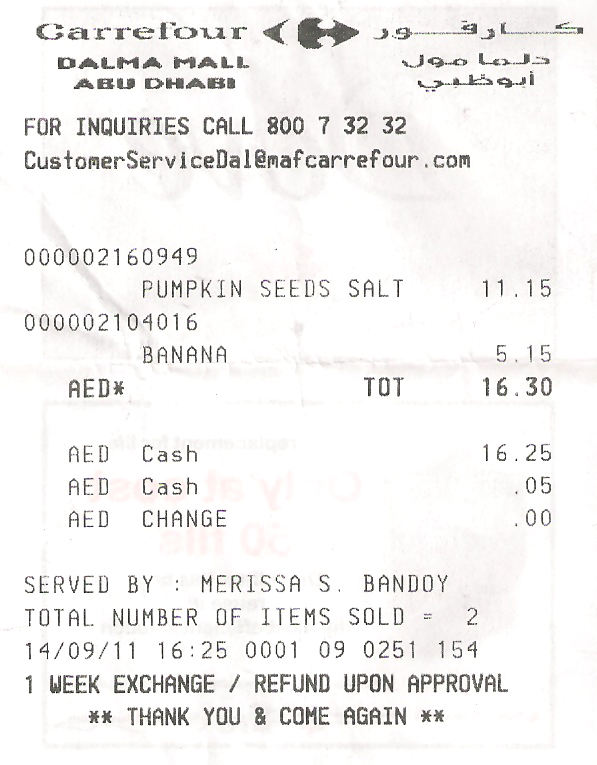 Carrefour كارفور
DALMA MALL دلما مول
ABU DHABI أبوظبي
FOR INQUIRIES CALL 800 7 32 32
CustomerServiceDal@mafcarrefour.com
000002160949
PUMPKIN SEEDS SALT 11.15
000002104016
BANANA 5.15
AED* TOT 16.30
AED Cash 16.25
AED Cash .05
AED CHANGE .00
SERVED BY : MERISSA S. BANDOY
TOTAL NUMBER OF ITEMS SOLD = 2
14/09/11 16:25 0001 09 0251 154
1 WEEK EXCHANGE / REFUND UPON APPROVAL
** THANK YOU & COME AGAIN **